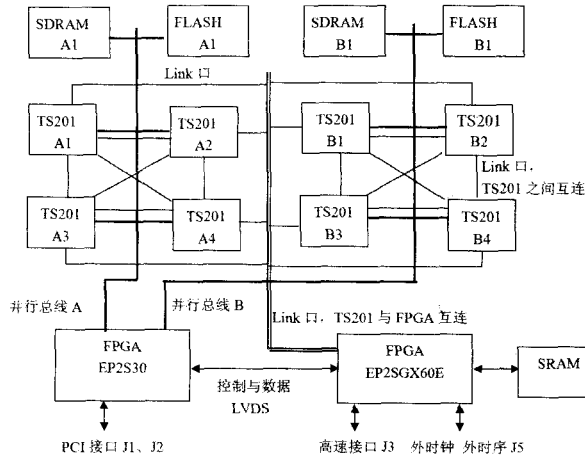 SDRAM
A1
FLASH
A1
SDRAM
B1
FLASH
B1
Link 口
TS201
A1
TS201
A2
TS201
B1
TS201
B2
Link 口,
TS201 之间互连
TS201
A3
TS201
A4
TS201
B3
TS201
B4
并行总线 A
并行总线 B
Link 口, TS201 与 FPGA 互连
FPGA
EP2S30
控制与数据
LVDS
FPGA
EP2SGX60E
SRAM
PCI 接口 J1、J2
高速接口 J3
外时钟 外时序 J5